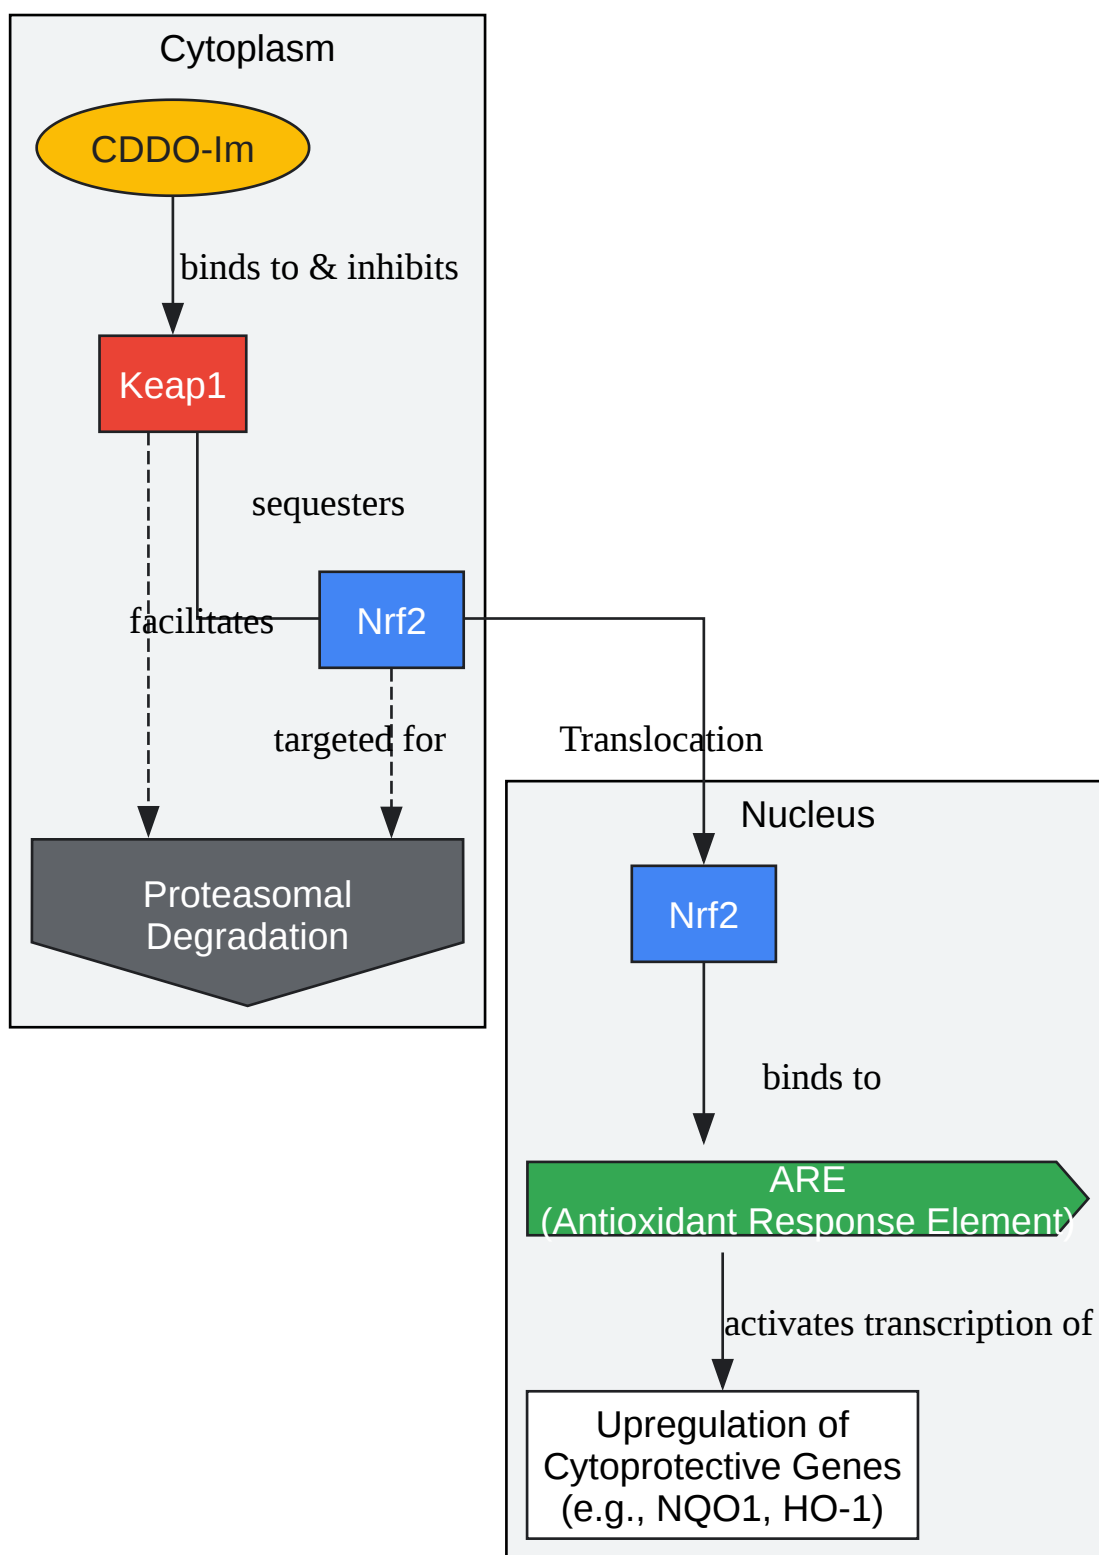 Cytoplasm
CDDO-Im
binds to & inhibits
Keap1
sequesters
facilitates
Nrf2
targeted for
Translocation
Proteasomal
Degradation
Nucleus
Nrf2
binds to
ARE
(Antioxidant Response Element)
activates transcription of
Upregulation of
Cytoprotective Genes
(e.g., NQO1, HO-1)